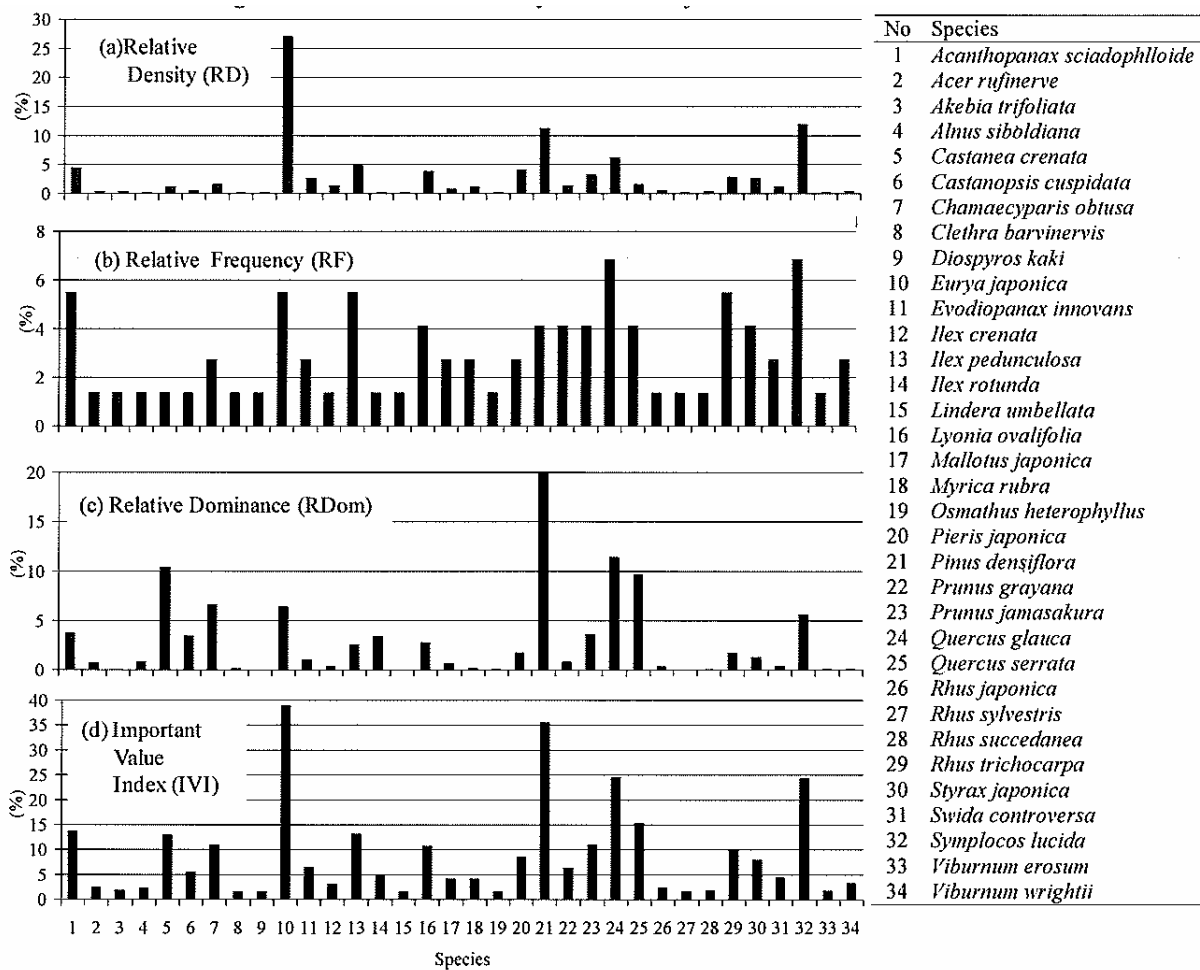 30
25
20
15
10
5
0
(%)
(a)Relative
Density (RD)
8
6
4
2
0
(%)
(b) Relative Frequency (RF)
20
15
10
5
0
(%)
(c) Relative Dominance (RDom)
40
35
30
25
20
15
10
5
0
(%)
(d) Important
Value
Index (IVI)
1 2 3 4 5 6 7 8 9 10 11 12 13 14 15 16 17 18 19 20 21 22 23 24 25 26 27 28 29 30 31 32 33 34
Species
No Species
1 Acanthopanax sciadophlloide
2 Acer rufinerve
3 Akebia trifoliata
4 Alnus siboldiana
5 Castanea crenata
6 Castanopsis cuspidata
7 Chamaecyparis obtusa
8 Clethra barvinervis
9 Diospyros kaki
10 Eurya japonica
11 Evodiopanax innovans
12 Ilex crenata
13 Ilex pedunculosa
14 Ilex rotunda
15 Lindera umbellata
16 Lyonia ovalifolia
17 Mallotus japonica
18 Myrica rubra
19 Osmathus heterophyllus
20 Pieris japonica
21 Pinus densiflora
22 Prunus grayana
23 Prunus jamasakura
24 Quercus glauca
25 Quercus serrata
26 Rhus japonica
27 Rhus sylvestris
28 Rhus succedanea
29 Rhus trichocarpa
30 Styrax japonica
31 Swida controversa
32 Symplocos lucida
33 Viburnum erosum
34 Viburnum wrightii